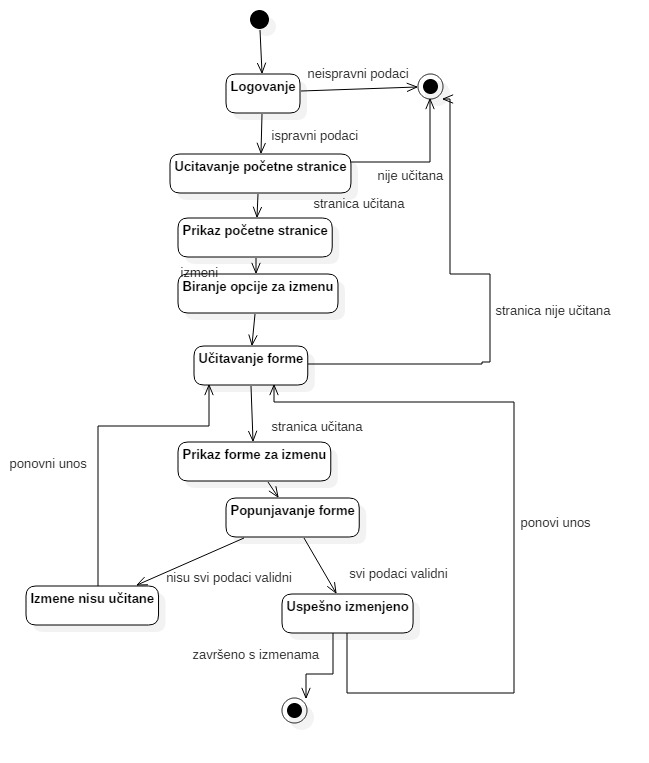 neispravni podaci
Logovanje
ispravni podaci
Ucitavanje početne stranice
nije učitana
stranica učitana
Prikaz početne stranice
izmeni
Biranje opcije za izmenu
stranica nije učitana
Učitavanje forme
stranica učitana
Prikaz forme za izmenu
ponovni unos
Popunjavanje forme
ponovi unos
nisu svi podaci validni
svi podaci validni
Izmene nisu učitane
Uspešno izmenjeno
završeno s izmenama